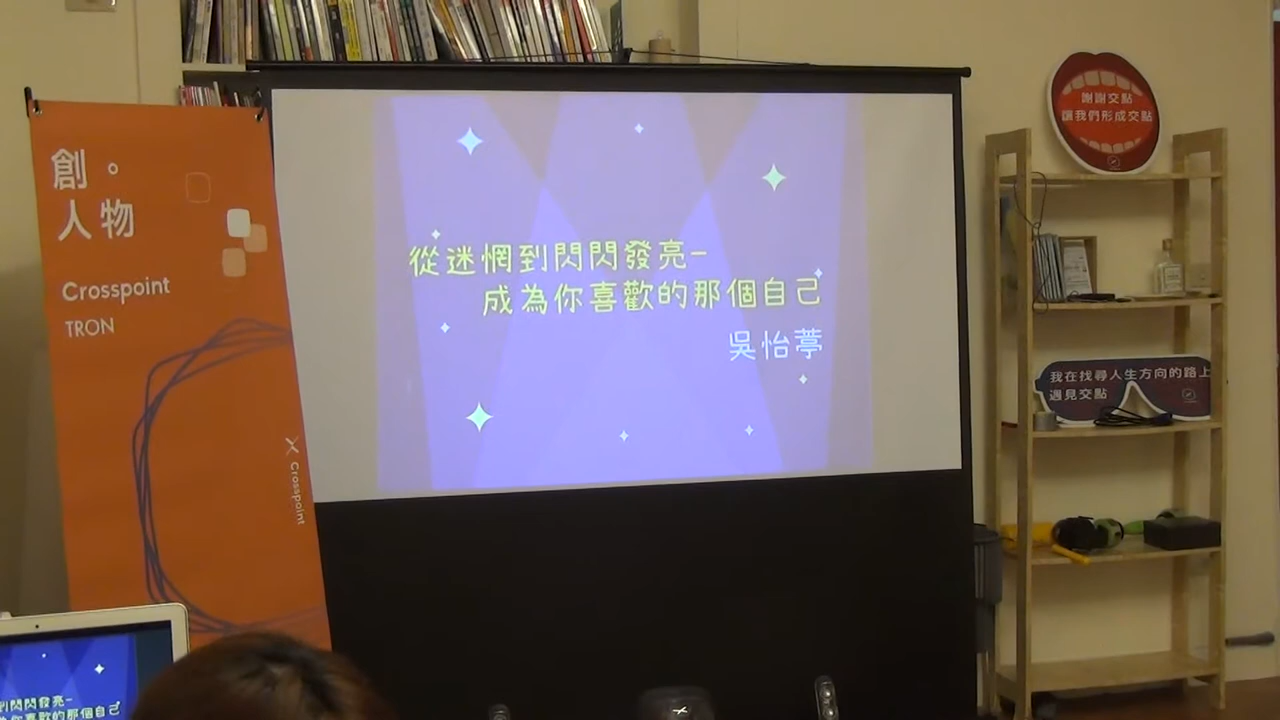 創。
人物
Crosspoint
TRON
Crosspoint
從迷惘到閃閃發亮-
成為你喜歡的那個自己
吳怡葶
謝謝交點
讓我們形成交點
我在找尋人生方向的路上
遇見交點
到閃閃發亮-
為你喜歡的那個自己